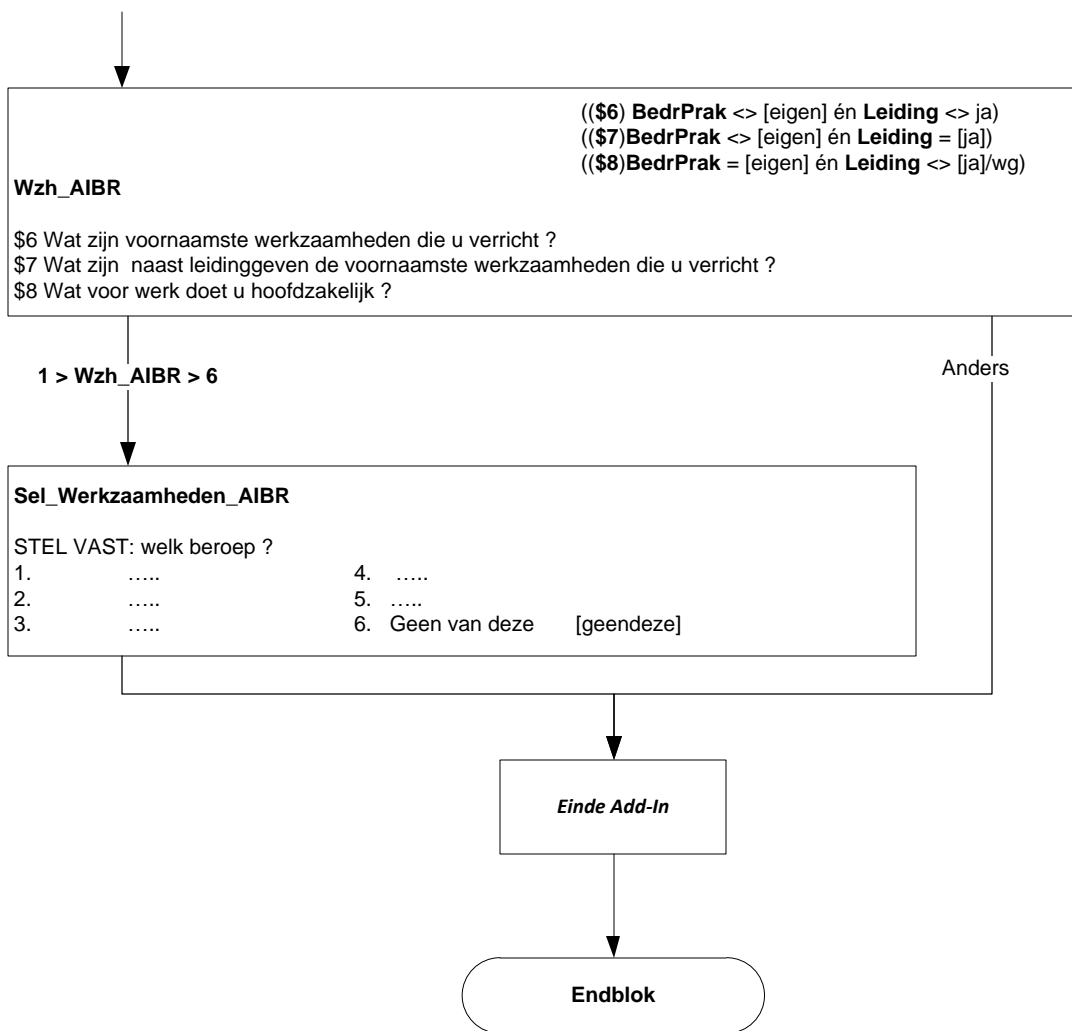 (($6) BedrPrak <> [eigen] én Leiding <> ja)
(($7)BedrPrak <> [eigen] én Leiding = [ja])
(($8)BedrPrak = [eigen] én Leiding <> [ja]/wg)
Wzh_AIBR
$6 Wat zijn voornaamste werkzaamheden die u verricht ?
$7 Wat zijn  naast leidinggeven de voornaamste werkzaamheden die u verricht ?
$8 Wat voor werk doet u hoofdzakelijk ?
1 > Wzh_AIBR > 6
Anders
Sel_Werkzaamheden_AIBR
STEL VAST: welk beroep ?
1. ….. 4. …..
2. ….. 5. …..
3. ….. 6. Geen van deze [geendeze]
Einde Add-In
Endblok